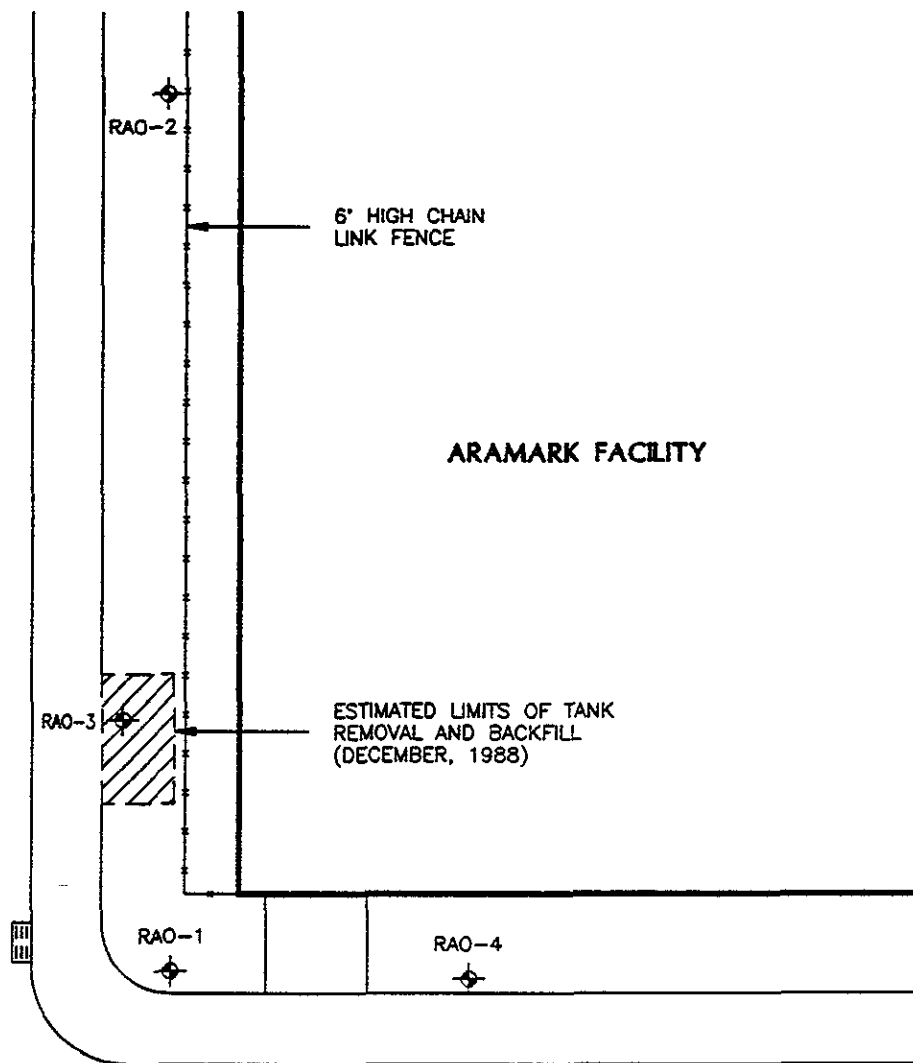 RAO-2
6' HIGH CHAIN
LINK FENCE
ARAMARK FACILITY
RAO-3
ESTIMATED LIMITS OF TANK
REMOVAL AND BACKFILL
(DECEMBER, 1988)
RAO-1
RAO-4